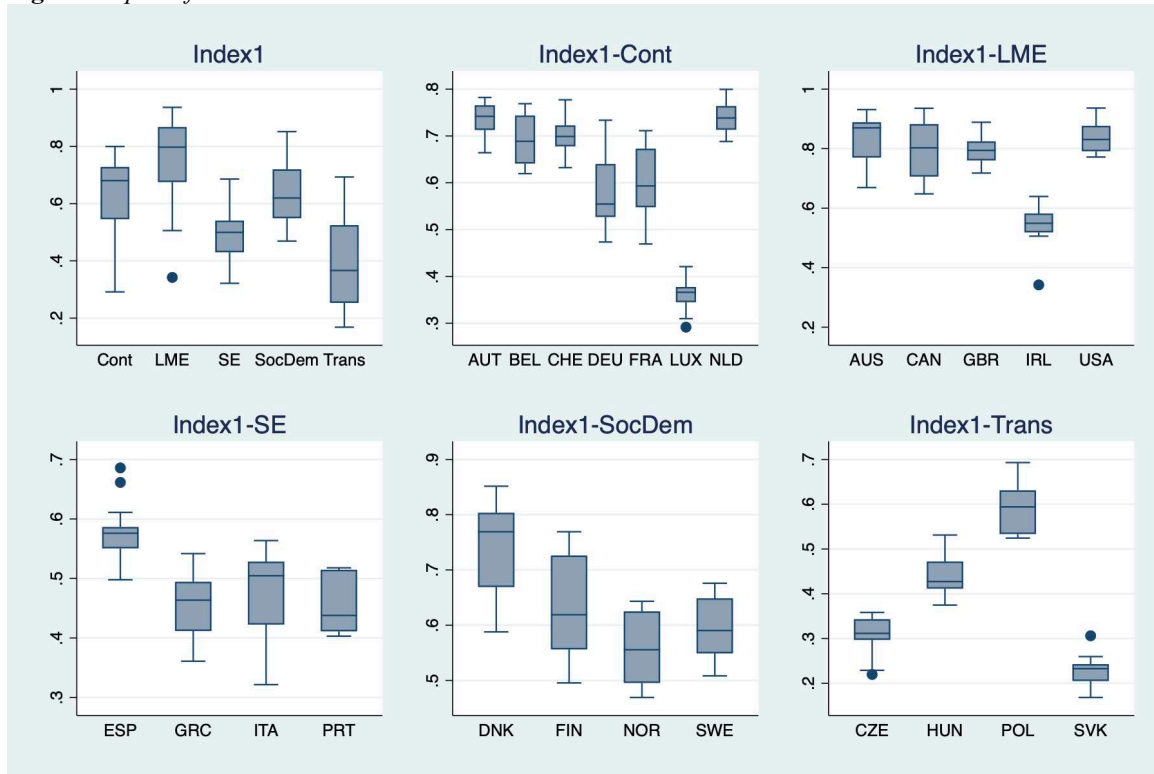 Index1
1
.8
.6
.4
.2
Cont LME SE SocDem Trans
Index1-Cont
.8
.7
.6
.5
.4
.3
AUT BEL CHE DEU FRA LUX NLD
Index1-LME
1
.8
.6
.4
.2
AUS CAN GBR IRL USA
Index1-SE
.7
.6
.5
.4
.3
ESP GRC ITA PRT
Index1-SocDem
.9
.8
.7
.6
.5
DNK FIN NOR SWE
Index1-Trans
.7
.6
.5
.4
.3
.2
CZE HUN POL SVK